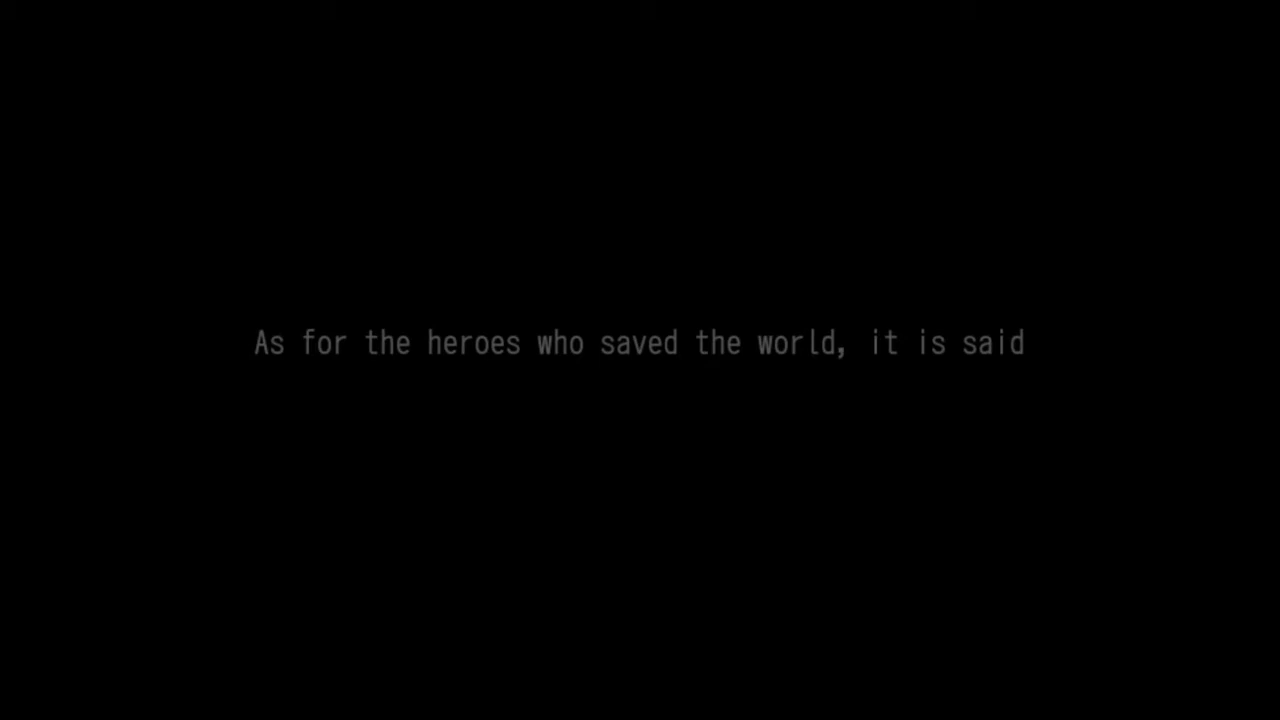 As for the heroes who saved the world, it is said